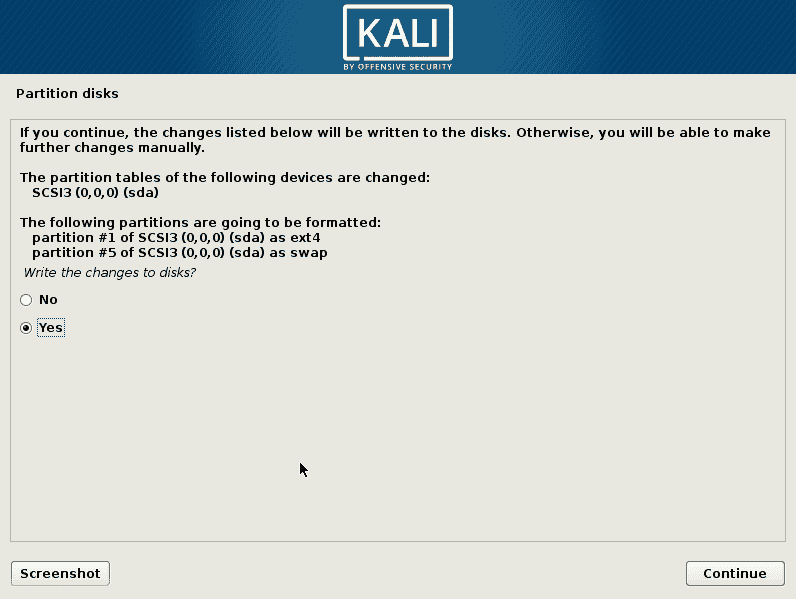 KALI
BY OFFENSIVE SECURITY
Partition disks
If you continue, the changes listed below will be written to the disks. Otherwise, you will be able to make
further changes manually.
The partition tables of the following devices are changed:
SCSI3 (0,0,0) (sda)
The following partitions are going to be formatted:
partition #1 of SCSI3 (0,0,0) (sda) as ext4
partition #5 of SCSI3 (0,0,0) (sda) as swap
Write the changes to disks?
No
Yes
Screenshot
Continue